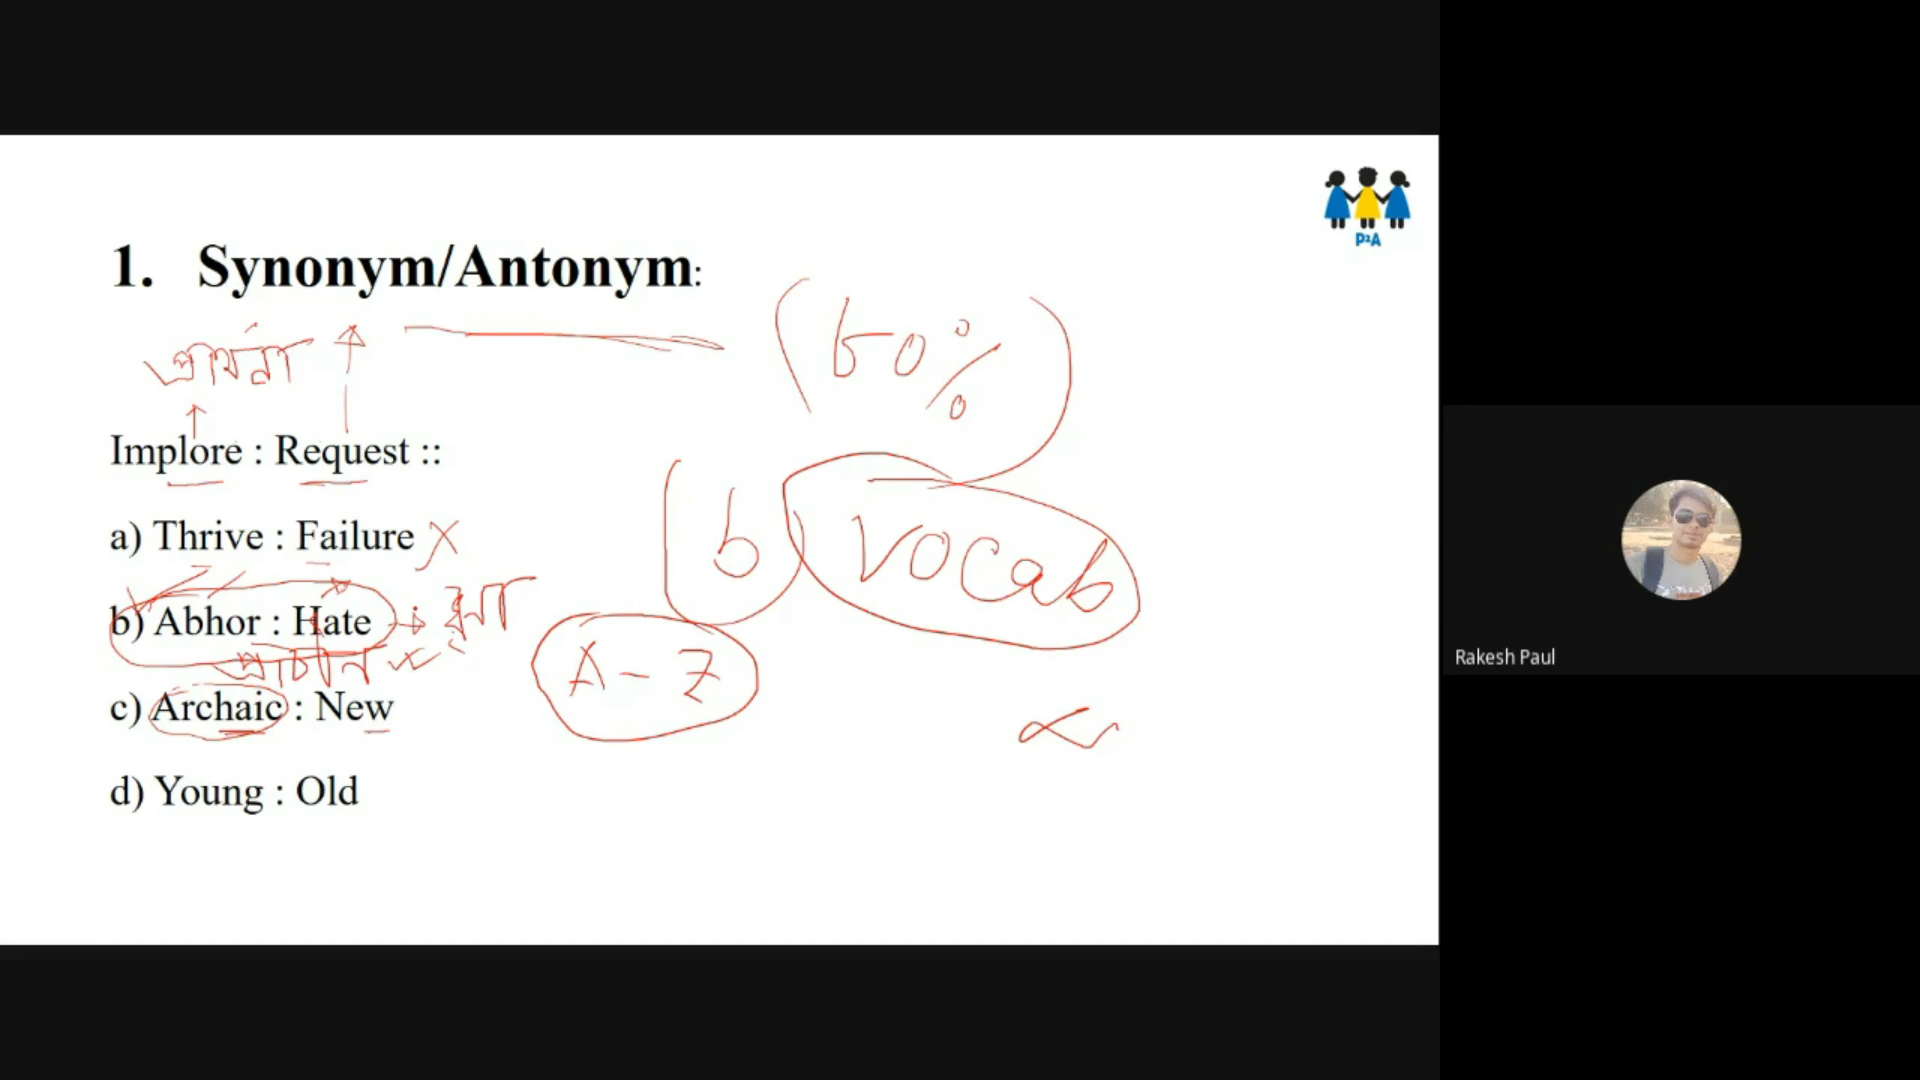 P²A
1. Synonym/Antonym:
প্রার্থনা
60%
Implore : Request ::
b vocab
a) Thrive : Failure X
b) Abhor : Hate → ঘৃনা
প্রাচীন
A - Z
c) Archaic : New
d) Young : Old
Rakesh Paul